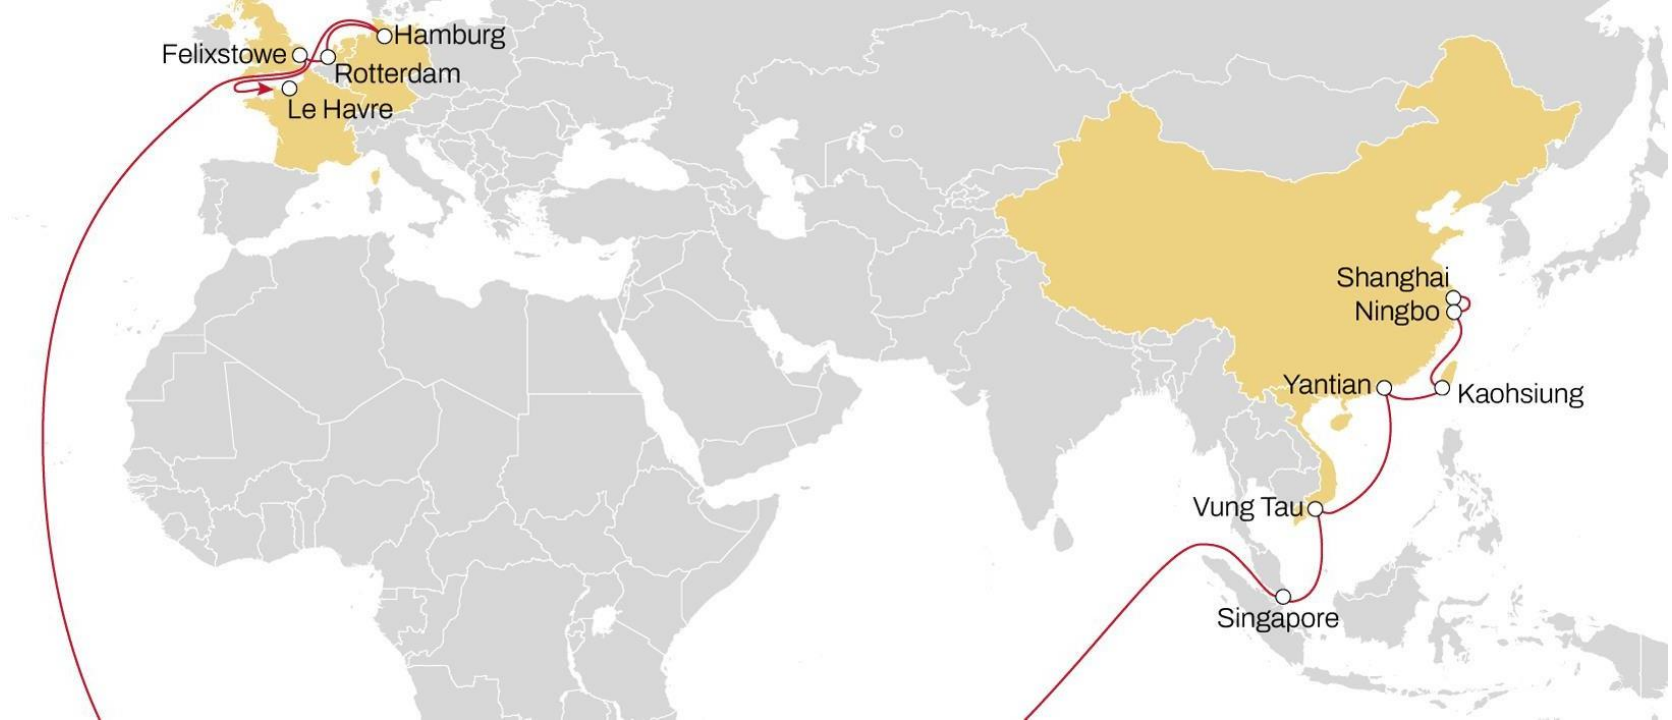 Hamburg
Felixstowe
Rotterdam
Le Havre
Shanghai
Ningbo
Yantian
Kaohsiung
Vung Tau
Singapore